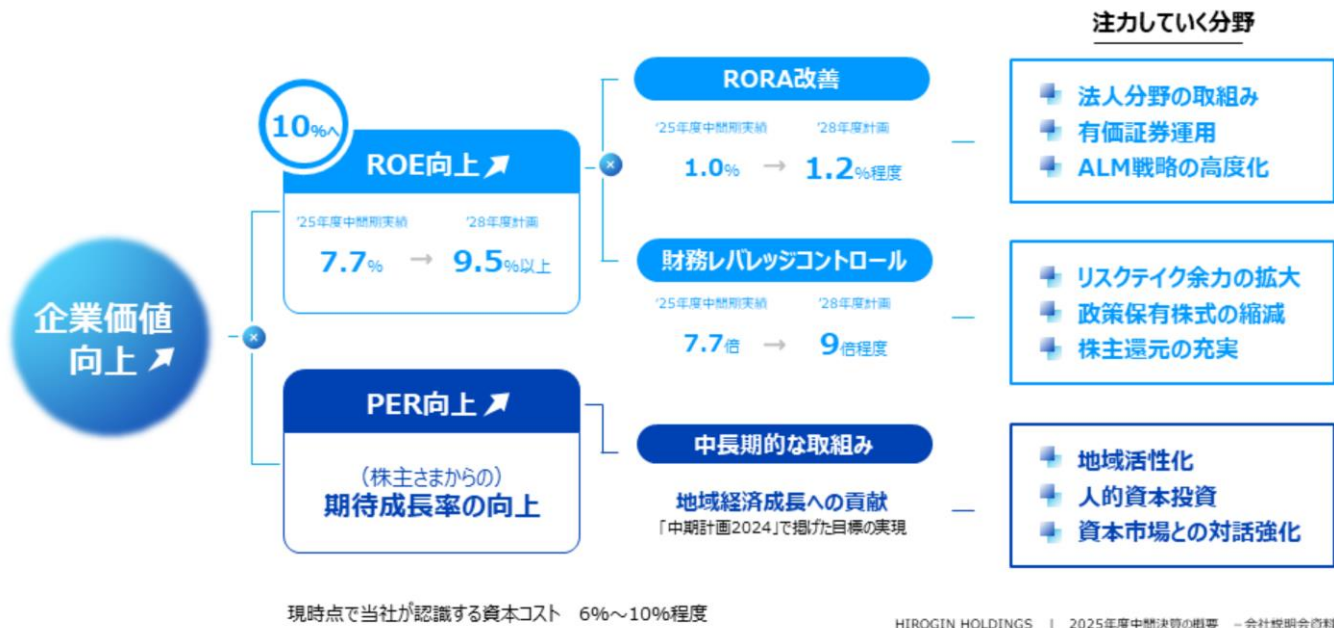 注力していく分野
企業価値
向上
10%へ
ROE向上
'25年度中間期実績 '28年度計画
7.7% → 9.5%以上
PER向上
(株主さまからの)
期待成長率の向上
RORA改善
'25年度中間期実績 '28年度計画
1.0% → 1.2%程度
財務レバレッジコントロール
'25年度中間期実績 '28年度計画
7.7倍 → 9倍程度
中長期的な取組み
地域経済成長への貢献
「中期計画2024」で掲げた目標の実現
法人分野の取組み
有価証券運用
ALM戦略の高度化
リスクテイク余力の拡大
政策保有株式の縮減
株主還元の充実
地域活性化
人的資本投資
資本市場との対話強化
現時点で当社が認識する資本コスト 6%~10%程度
HIROGIN HOLDINGS | 2025年度中間決算の概要 -会社説明会資料